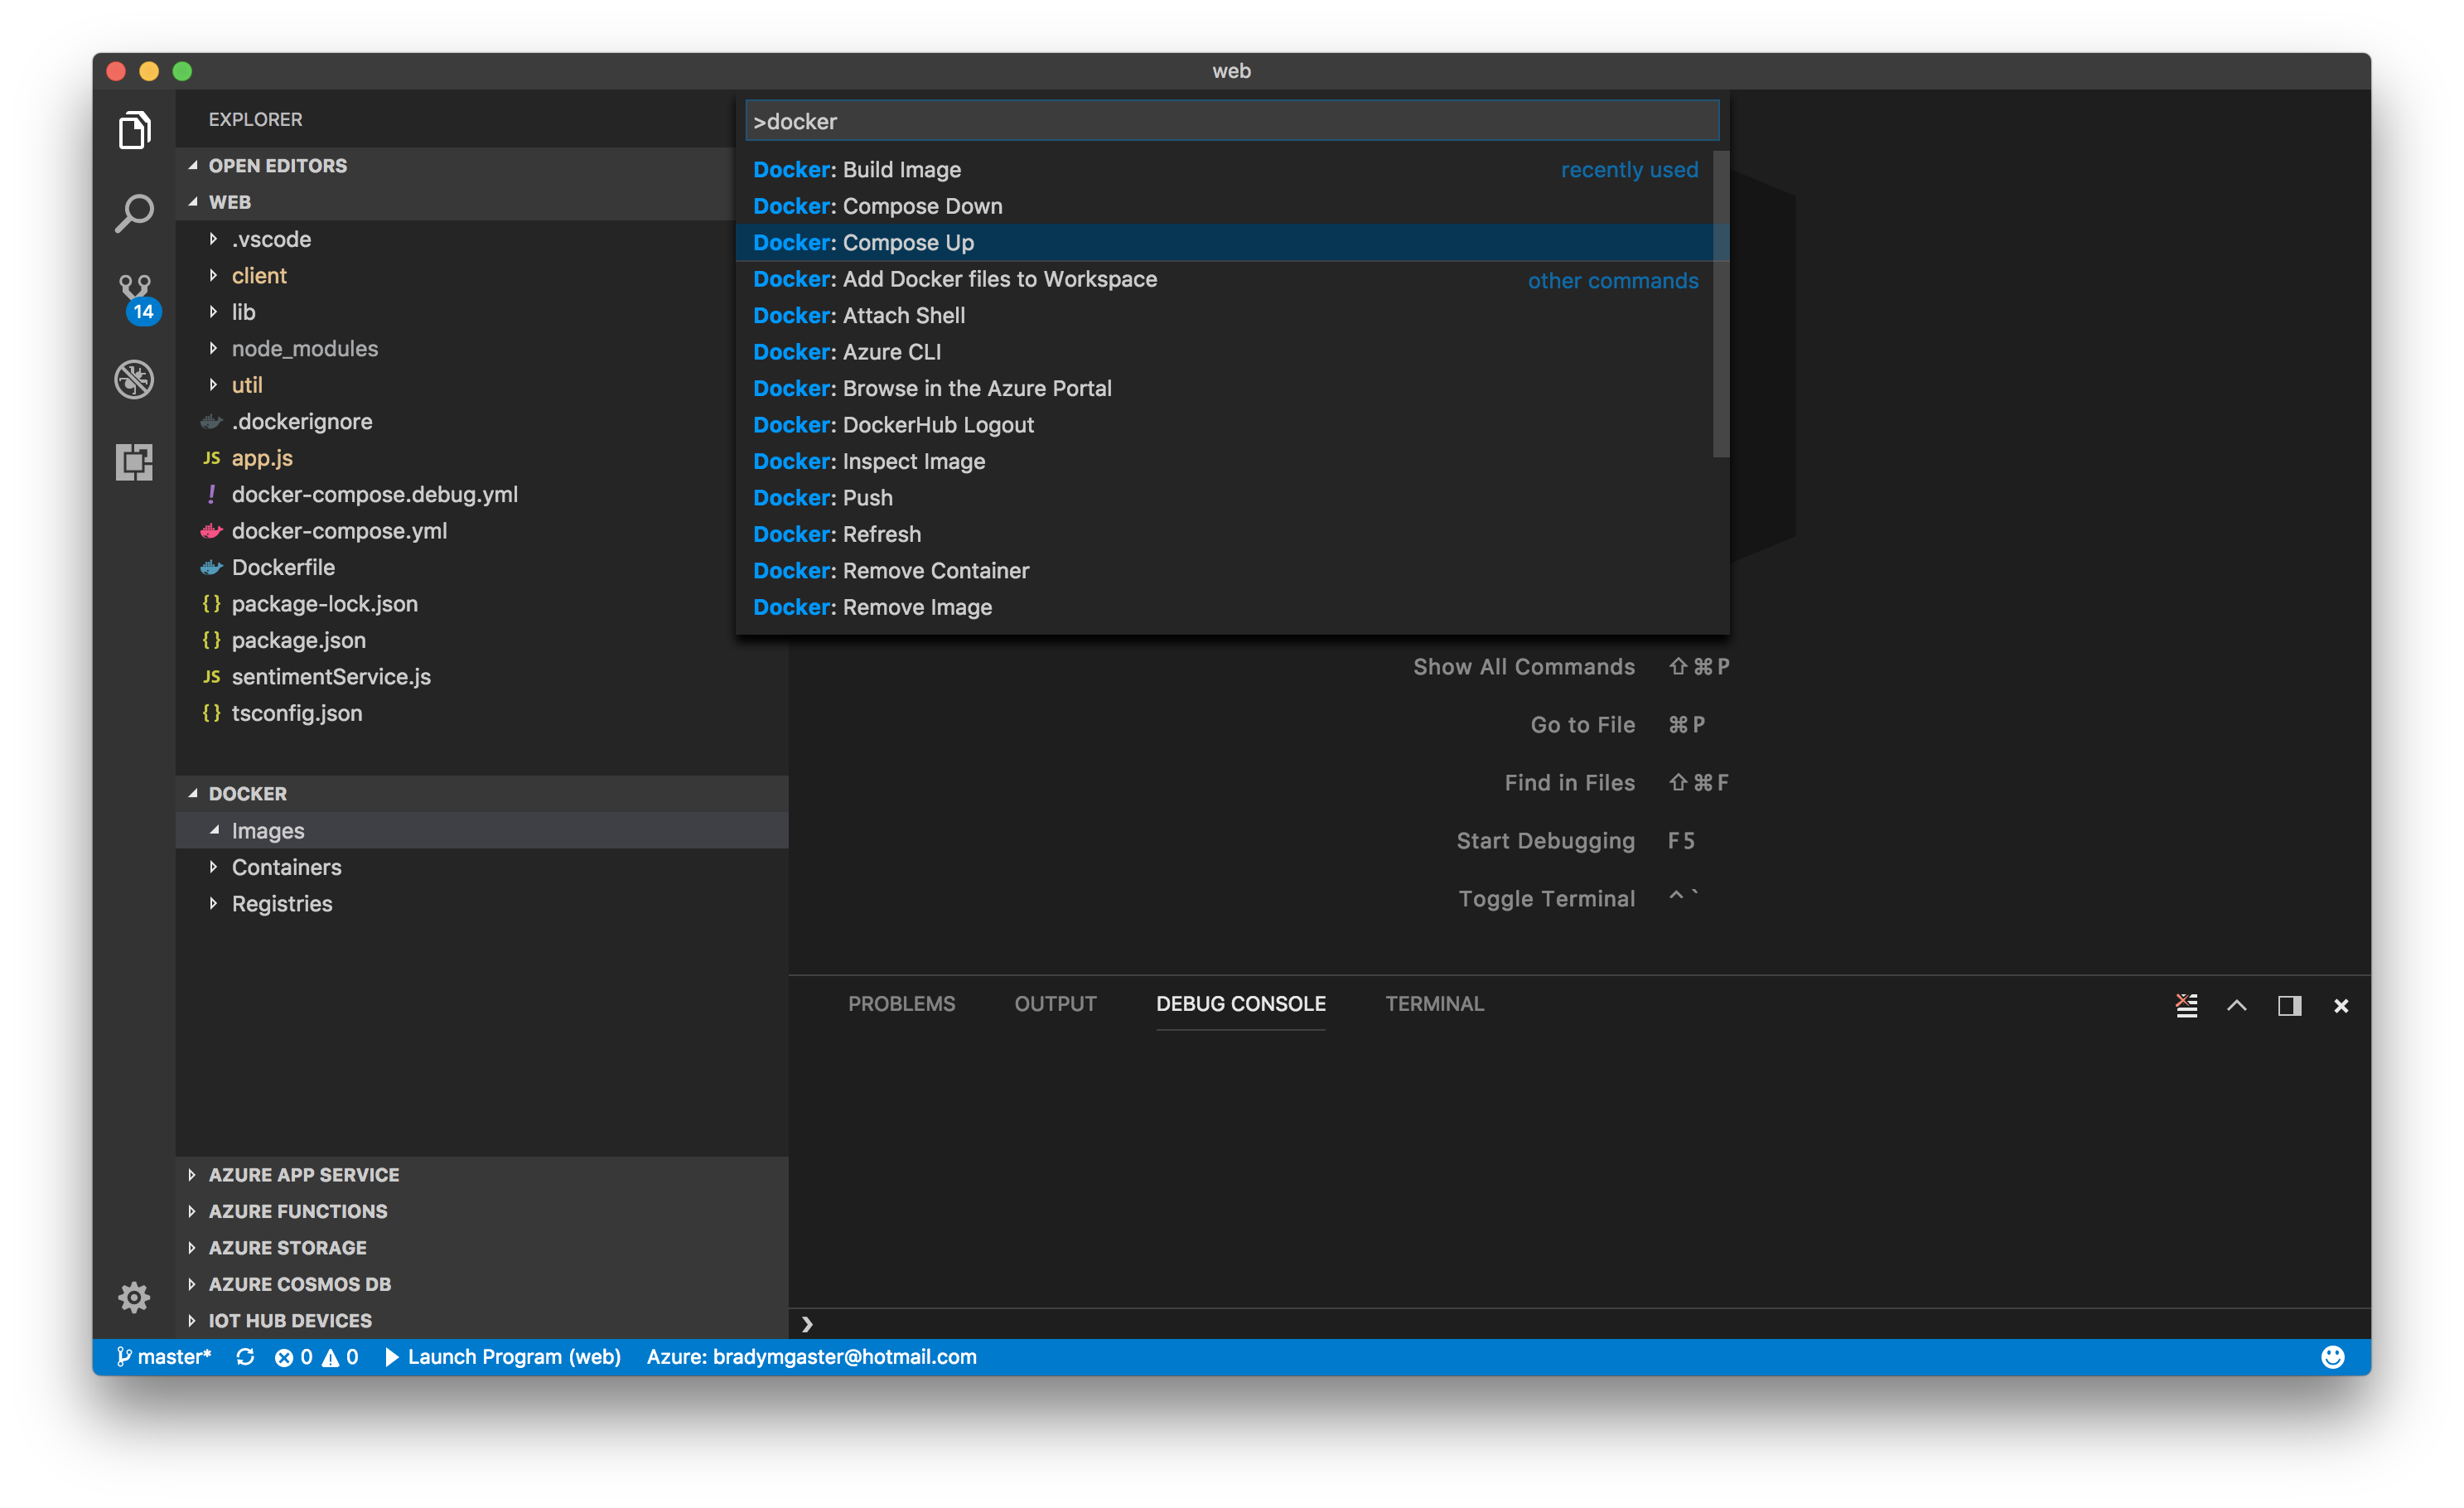 web
EXPLORER
OPEN EDITORS
WEB
.vscode
client
lib
14
node_modules
util
.dockerignore
JS app.js
! docker-compose.debug.yml
docker-compose.yml
Dockerfile
{} package-lock.json
{} package.json
JS sentimentService.js
{} tsconfig.json
DOCKER
Images
Containers
Registries
AZURE APP SERVICE
AZURE FUNCTIONS
AZURE STORAGE
AZURE COSMOS DB
IOT HUB DEVICES
>docker
Docker: Build Image recently used
Docker: Compose Down
Docker: Compose Up
Docker: Add Docker files to Workspace other commands
Docker: Attach Shell
Docker: Azure CLI
Docker: Browse in the Azure Portal
Docker: DockerHub Logout
Docker: Inspect Image
Docker: Push
Docker: Refresh
Docker: Remove Container
Docker: Remove Image
Show All Commands ⇧⌘P
Go to File ⌘P
Find in Files ⇧⌘F
Start Debugging F5
Toggle Terminal ^`
PROBLEMS OUTPUT DEBUG CONSOLE TERMINAL
master* 0 0 Launch Program (web) Azure: bradymgaster@hotmail.com